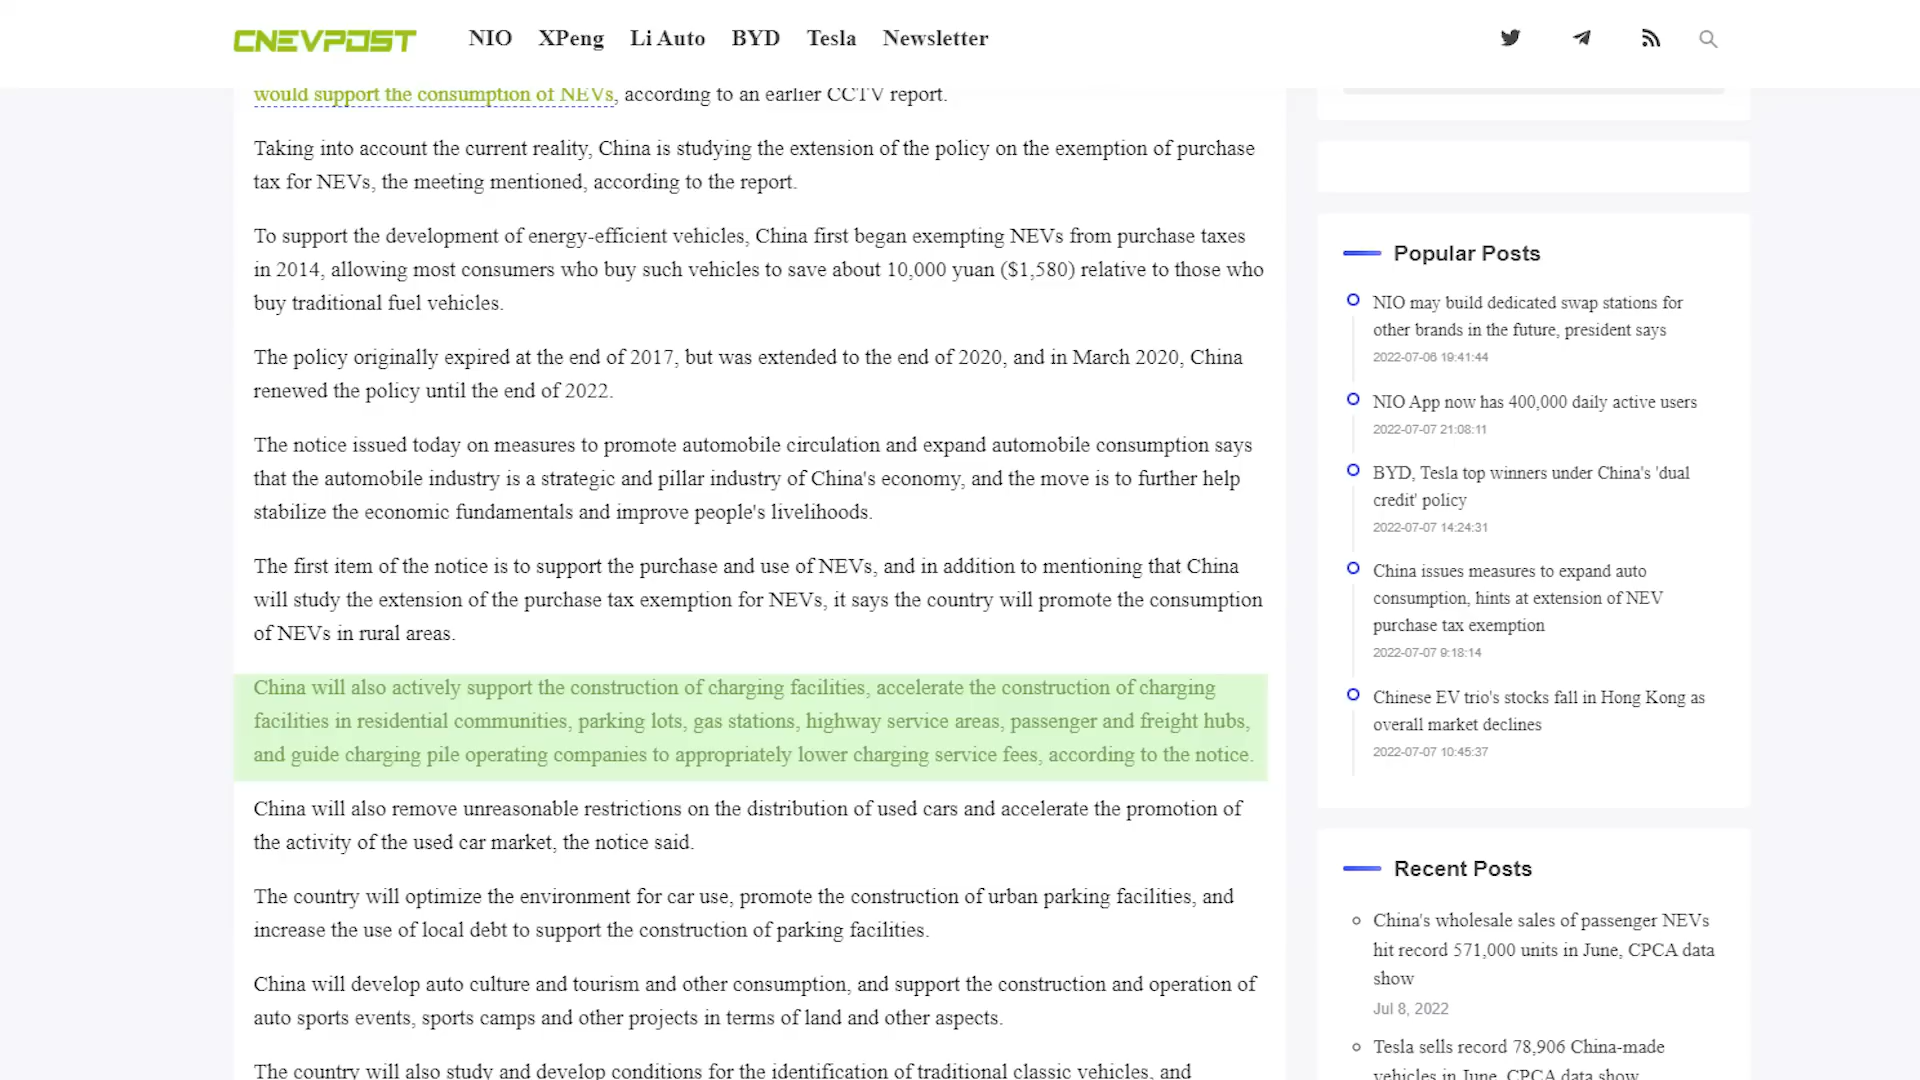 CNEVPOST
NIO XPeng Li Auto BYD Tesla Newsletter
would support the consumption of NEVs, according to an earlier CCTV report.
Taking into account the current reality, China is studying the extension of the policy on the exemption of purchase
tax for NEVs, the meeting mentioned, according to the report.
To support the development of energy-efficient vehicles, China first began exempting NEVs from purchase taxes
in 2014, allowing most consumers who buy such vehicles to save about 10,000 yuan ($1,580) relative to those who
buy traditional fuel vehicles.
The policy originally expired at the end of 2017, but was extended to the end of 2020, and in March 2020, China
renewed the policy until the end of 2022.
The notice issued today on measures to promote automobile circulation and expand automobile consumption says
that the automobile industry is a strategic and pillar industry of China's economy, and the move is to further help
stabilize the economic fundamentals and improve people's livelihoods.
The first item of the notice is to support the purchase and use of NEVs, and in addition to mentioning that China
will study the extension of the purchase tax exemption for NEVs, it says the country will promote the consumption
of NEVs in rural areas.
China will also actively support the construction of charging facilities, accelerate the construction of charging
facilities in residential communities, parking lots, gas stations, highway service areas, passenger and freight hubs,
and guide charging pile operating companies to appropriately lower charging service fees, according to the notice.
China will also remove unreasonable restrictions on the distribution of used cars and accelerate the promotion of
the activity of the used car market, the notice said.
The country will optimize the environment for car use, promote the construction of urban parking facilities, and
increase the use of local debt to support the construction of parking facilities.
China will develop auto culture and tourism and other consumption, and support the construction and operation of
auto sports events, sports camps and other projects in terms of land and other aspects.
The country will also study and develop conditions for the identification of traditional classic vehicles, and
Popular Posts
NIO may build dedicated swap stations for
other brands in the future, president says
2022-07-06 19:41:44
NIO App now has 400,000 daily active users
2022-07-07 21:08:11
BYD, Tesla top winners under China's 'dual
credit' policy
2022-07-07 14:24:31
China issues measures to expand auto
consumption, hints at extension of NEV
purchase tax exemption
2022-07-07 9:18:14
Chinese EV trio's stocks fall in Hong Kong as
overall market declines
2022-07-07 10:45:37
Recent Posts
China's wholesale sales of passenger NEVs
hit record 571,000 units in June, CPCA data
show
Jul 8, 2022
Tesla sells record 78,906 China-made
vehicles in June, CPCA data show